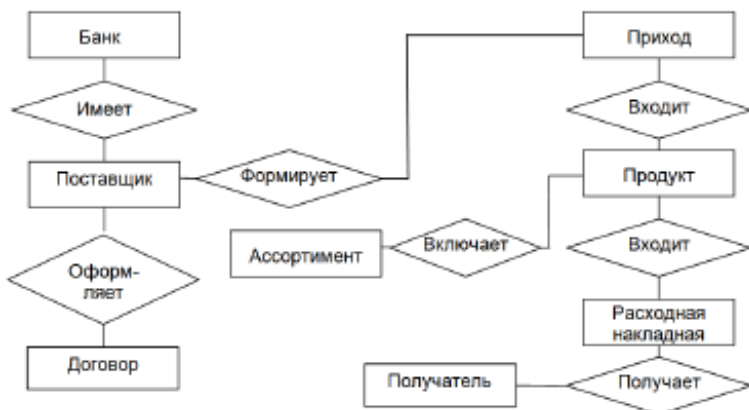 Банк
Приход
Имеет
Входит
Поставщик
Формирует
Продукт
Ассортимент
Включает
Входит
Оформ-
ляет
Расходная
накладная
Договор
Получатель
Получает